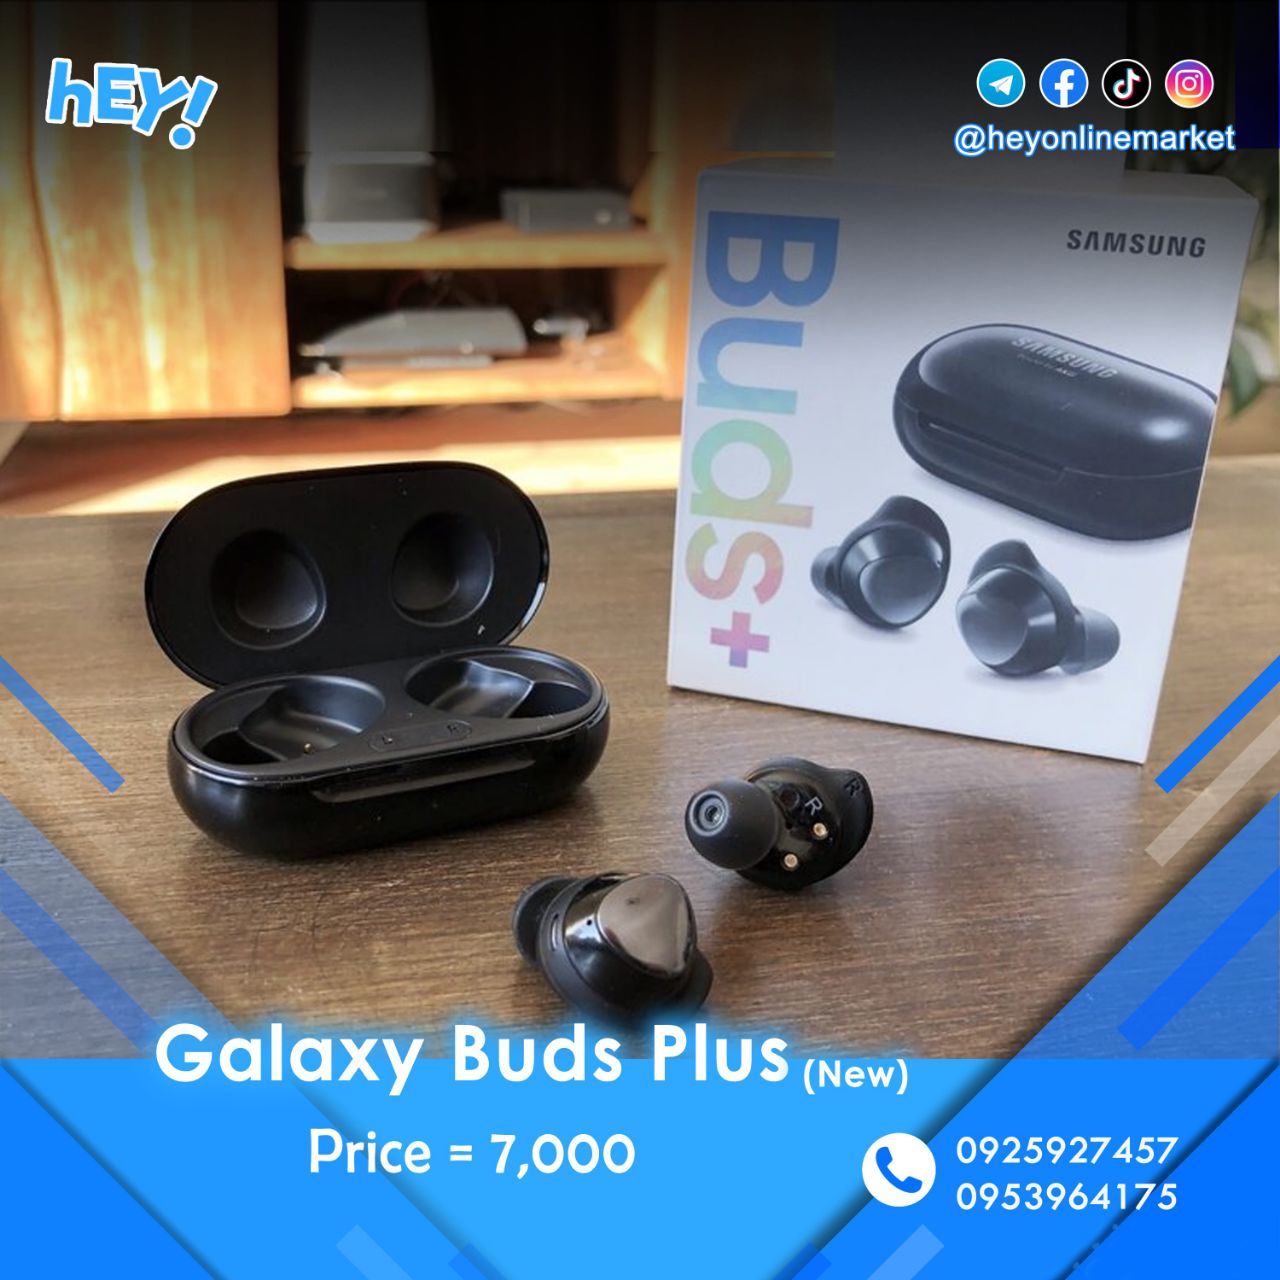 hEY!
@heyonlinemarket
SAMSUNG
Buds+
SAMSUNG
L
R
R
R
Galaxy Buds Plus (New)
Price = 7,000
0925927457
0953964175